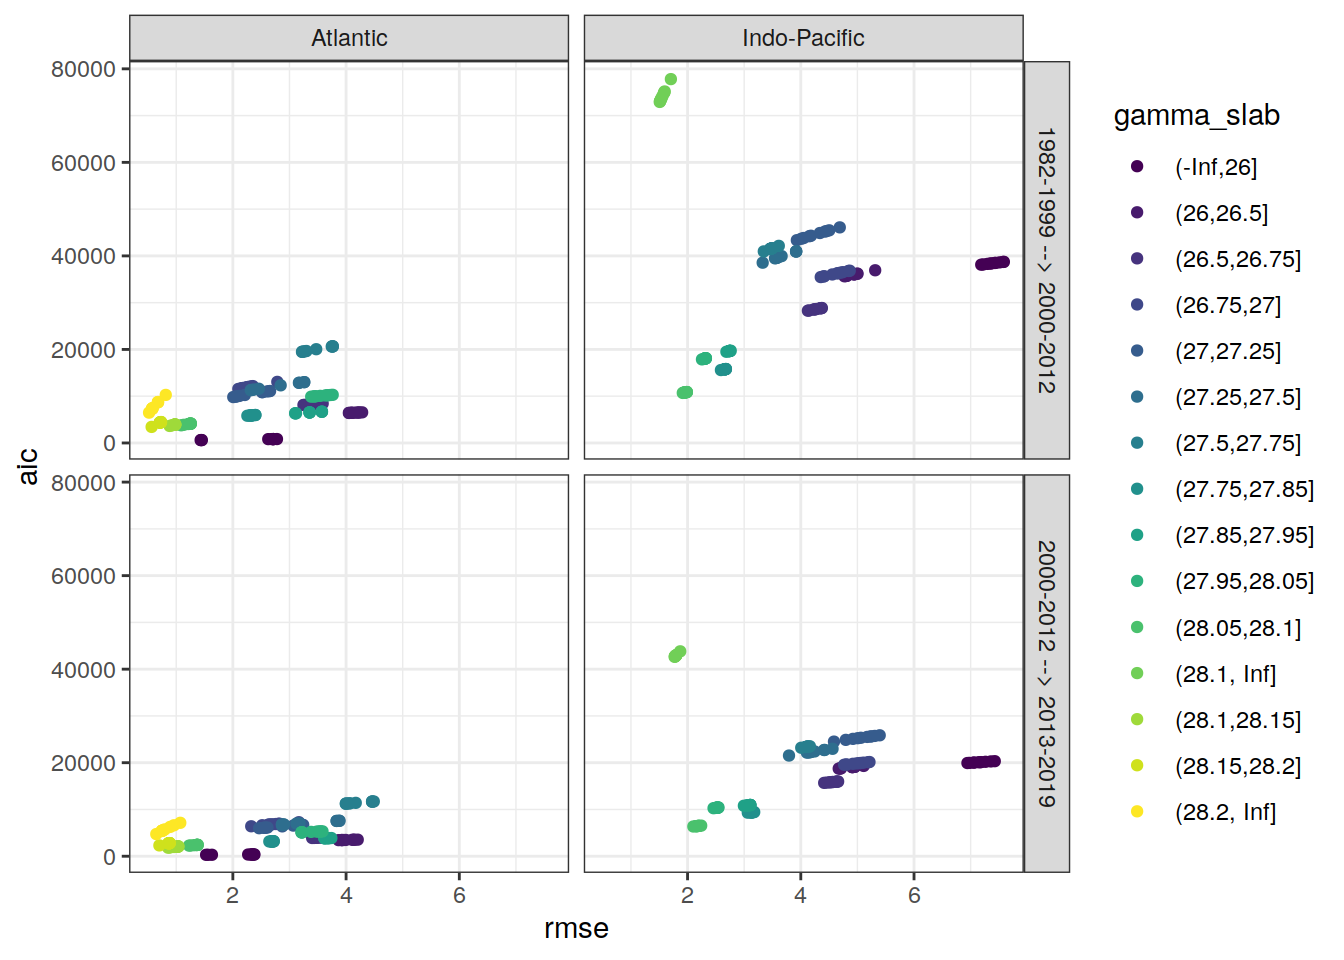 Atlantic
Indo-Pacific
80000
60000
40000
20000
0
1982-1999 --> 2000-2012
80000
60000
40000
20000
0
2000-2012 --> 2013-2019
2
4
6
2
4
6
rmse
aic
gamma_slab
(-Inf,26]
(26,26.5]
(26.5,26.75]
(26.75,27]
(27,27.25]
(27.25,27.5]
(27.5,27.75]
(27.75,27.85]
(27.85,27.95]
(27.95,28.05]
(28.05,28.1]
(28.1, Inf]
(28.1,28.15]
(28.15,28.2]
(28.2, Inf]